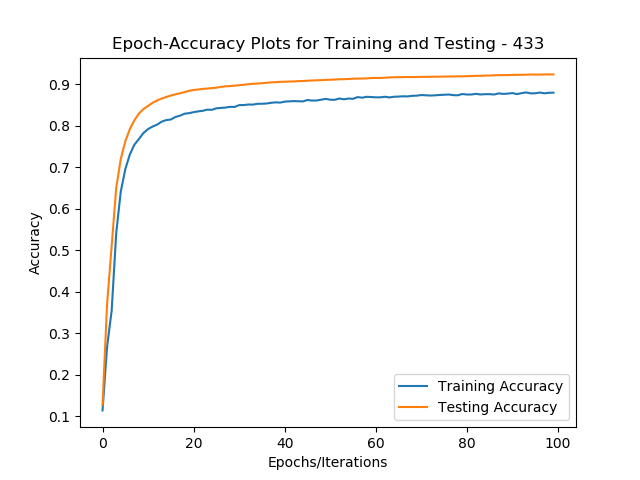 Epoch-Accuracy Plots for Training and Testing - 433
Accuracy
0.9
0.8
0.7
0.6
0.5
0.4
0.3
0.2
0.1
0 20 40 60 80 100
Epochs/Iterations
Training Accuracy
Testing Accuracy